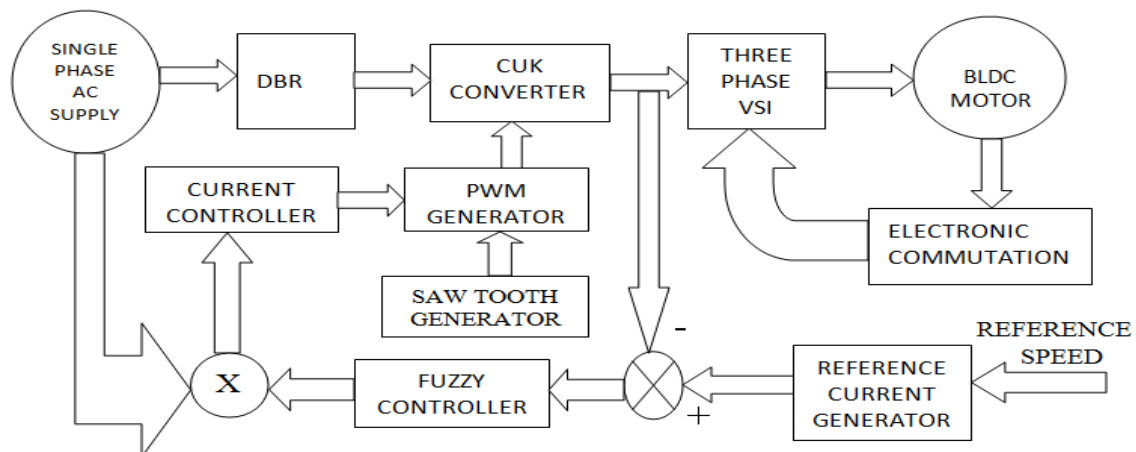 SINGLE
PHASE
AC
SUPPLY
DBR
CUK
CONVERTER
THREE
PHASE
VSI
BLDC
MOTOR
CURRENT
CONTROLLER
PWM
GENERATOR
ELECTRONIC
COMMUTATION
SAW TOOTH
GENERATOR
-
REFERENCE
SPEED
X
FUZZY
CONTROLLER
+
REFERENCE
CURRENT
GENERATOR